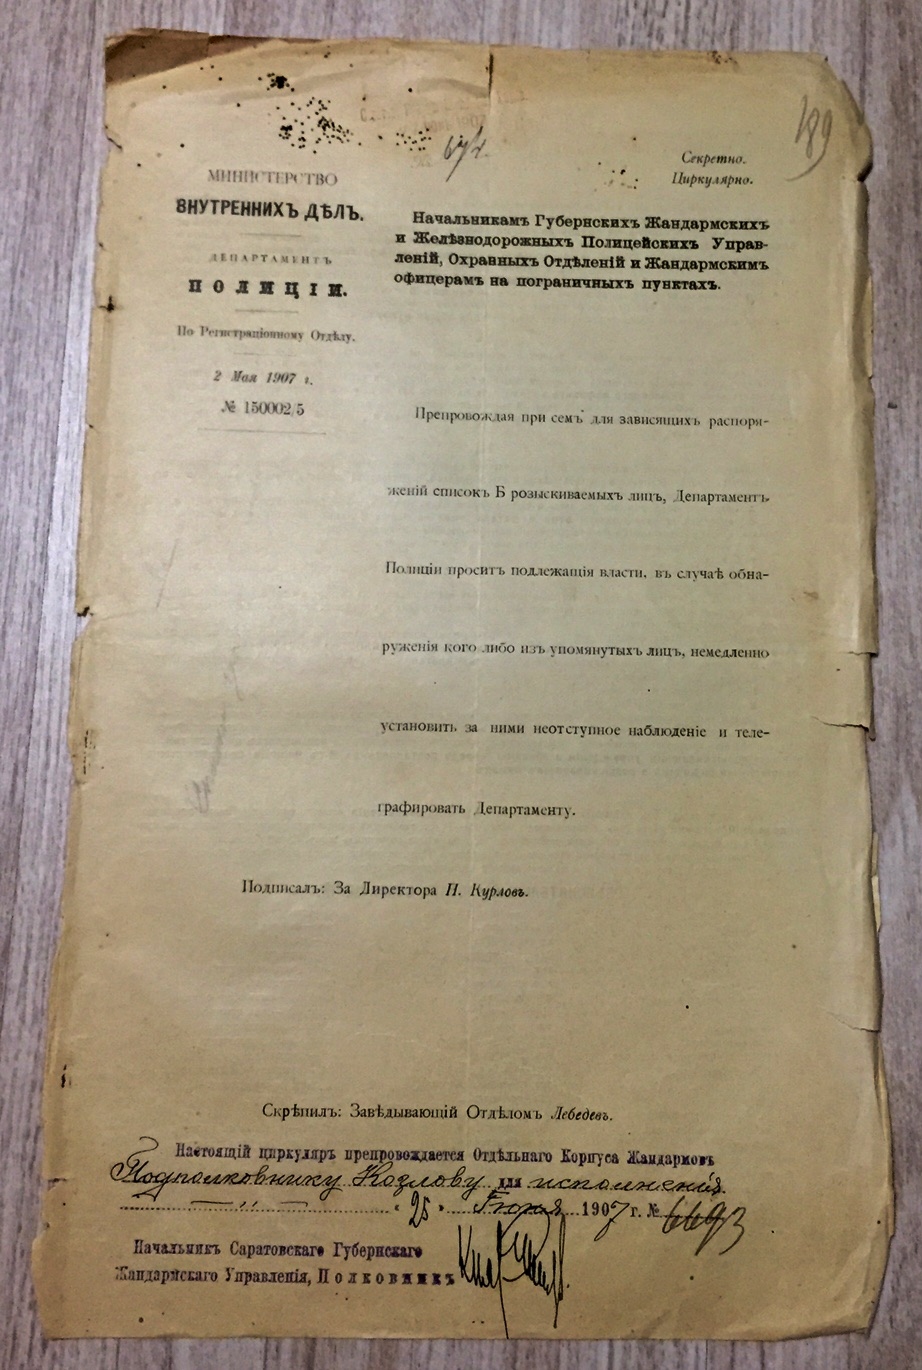 189
67
Секретно.
Циркулярно.
МИНИСТЕРСТВО
ВНУТРЕННИХЪ ДѢЛЪ.
ДЕПАРТАМЕНТЪ
ПОЛИЦІИ.
По Регистраціонному Отдѣлу.
2 Мая 1907 г.
№ 150002/5
Начальникамъ Губернскихъ Жандармскихъ
и Желѣзнодорожныхъ Полицейскихъ Управ-
леній, Охранныхъ Отдѣленій и Жандармскимъ
офицерамъ на пограничныхъ пунктахъ.
Препровождая при семъ для зависящихъ распоря-
женій списокъ Б розыскиваемыхъ лицъ, Департаментъ
Полиціи проситъ подлежащія власти, въ случаѣ обна-
руженія кого либо изъ упомянутыхъ лицъ, немедленно
установить за ними неотступное наблюденіе и теле-
графировать Департаменту.
Подписалъ: За Директора П. Курловъ.
Скрѣпилъ: Завѣдывающій Отдѣломъ Лебедевъ.
Настоящій циркуляръ препровождается Отдѣльнаго Корпуса Жандармовъ
Подполковнику Козлову для исполненія.
« 25 » 1907 г. № 6693
Начальникъ Саратовскаго Губернскаго
Жандармскаго Управленія, Полковникъ